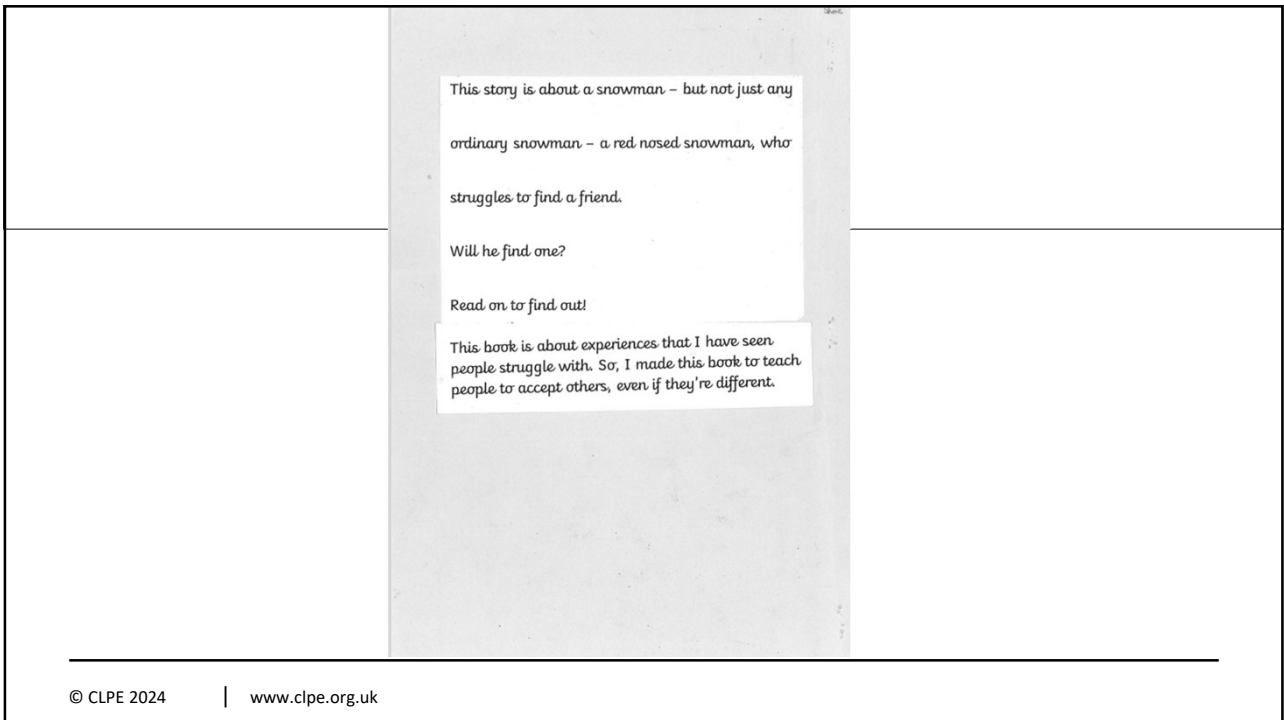 This story is about a snowman – but not just any
ordinary snowman – a red nosed snowman, who
struggles to find a friend.
Will he find one?
Read on to find out!
This book is about experiences that I have seen
people struggle with. So, I made this book to teach
people to accept others, even if they're different.
© CLPE 2024 | www.clpe.org.uk